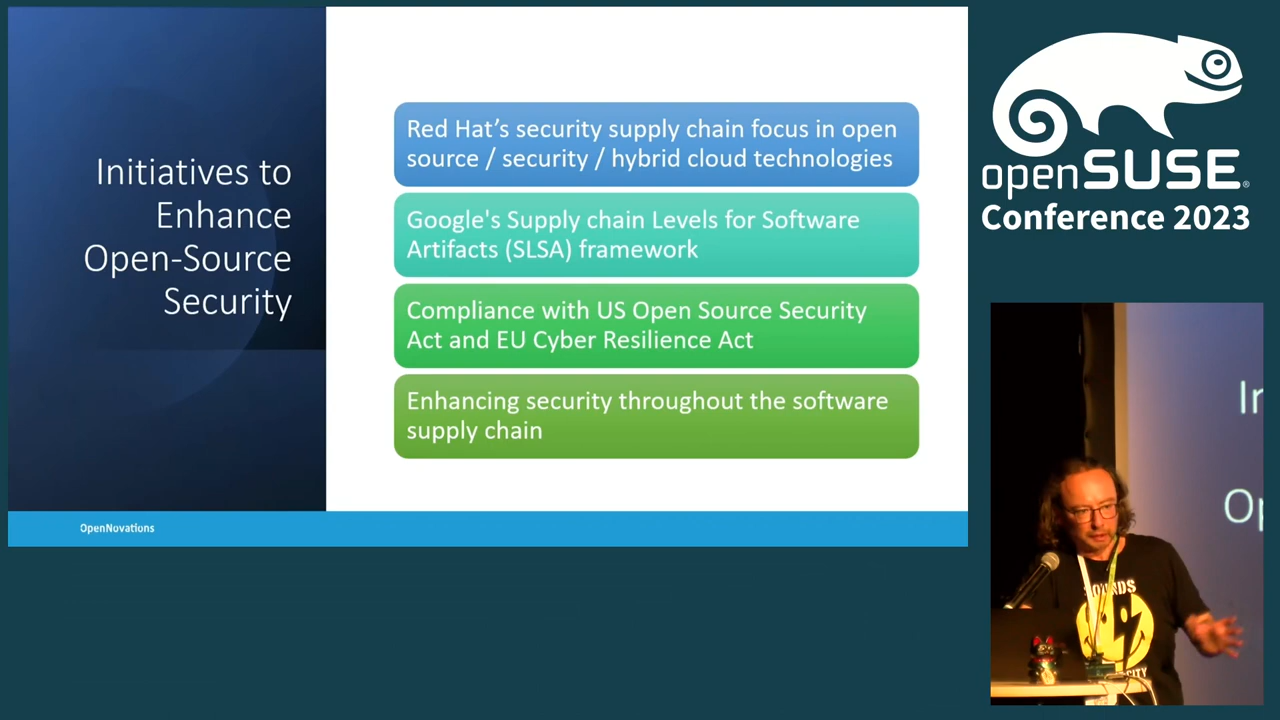 Initiatives to
Enhance
Open-Source
Security
Red Hat’s security supply chain focus in open
source / security / hybrid cloud technologies
Google's Supply chain Levels for Software
Artifacts (SLSA) framework
Compliance with US Open Source Security
Act and EU Cyber Resilience Act
Enhancing security throughout the software
supply chain
OpenNovations
openSUSE®
Conference 2023
In
Op